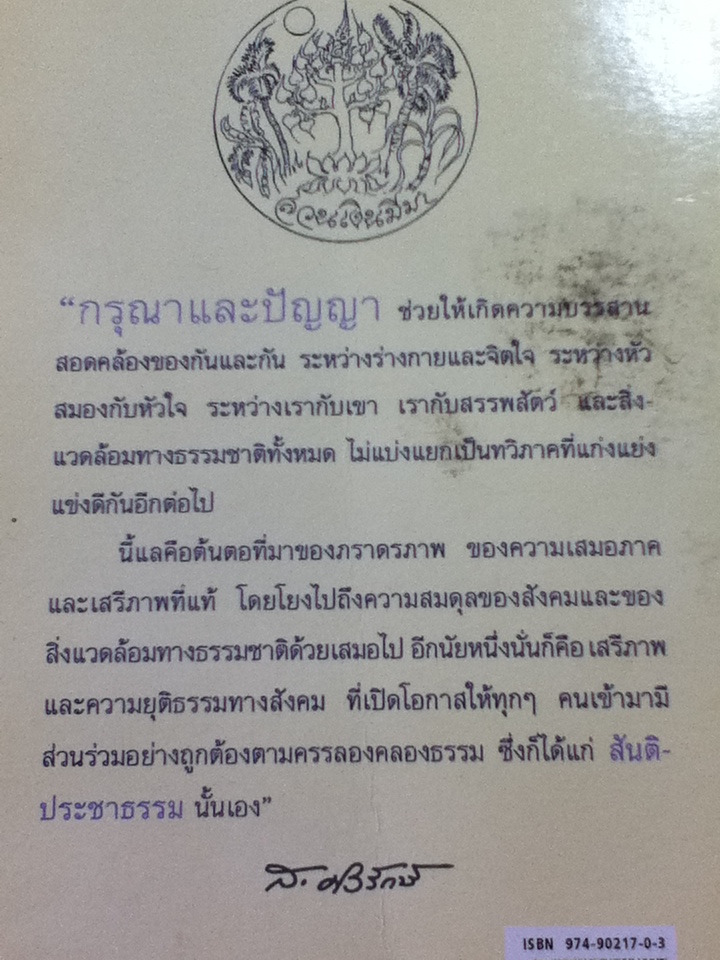 สวนเงินมีมา
“กรุณาและปัญญา ช่วยให้เกิดความบรรสาน
สอดคล้องของกันและกัน ระหว่างร่างกายและจิตใจ ระหว่างหัว
สมองกับหัวใจ ระหว่างเรากับเขา เรากับสรรพสัตว์ และสิ่ง-
แวดล้อมทางธรรมชาติทั้งหมด ไม่แบ่งแยกเป็นทวิภาคที่แก่งแย่ง
แข่งดีกันอีกต่อไป
นี้แลคือต้นตอที่มาของภราดรภาพ ของความเสมอภาค
และเสรีภาพที่แท้ โดยโยงไปถึงความสมดุลของสังคมและของ
สิ่งแวดล้อมทางธรรมชาติด้วยเสมอไป อีกนัยหนึ่งนั่นก็คือ เสรีภาพ
และความยุติธรรมทางสังคม ที่เปิดโอกาสให้ทุกๆ คนเข้ามามี
ส่วนร่วมอย่างถูกต้องตามครรลองคลองธรรม ซึ่งก็ได้แก่ สันติ-
ประชาธรรม นั้นเอง”
ส. ศิวรักษ์
ISBN 974-90217-0-3